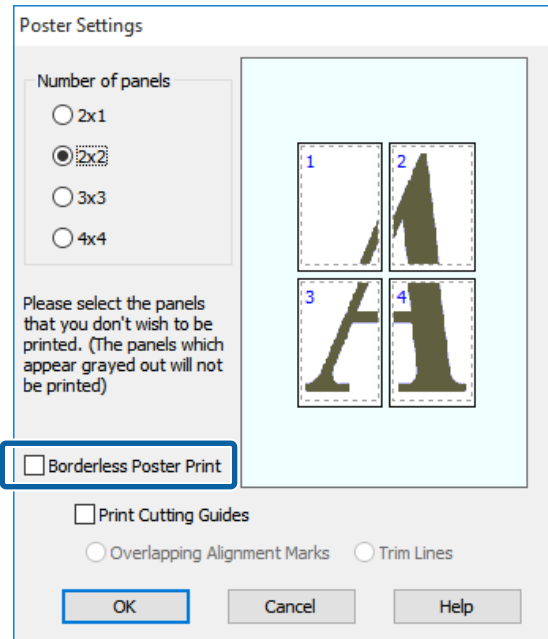 Poster Settings
Number of panels
2x1
2x2
3x3
4x4
1
2
3
4
Please select the panels
that you don't wish to be
printed. (The panels which
appear grayed out will not
be printed)
Borderless Poster Print
Print Cutting Guides
Overlapping Alignment Marks
Trim Lines
OK
Cancel
Help